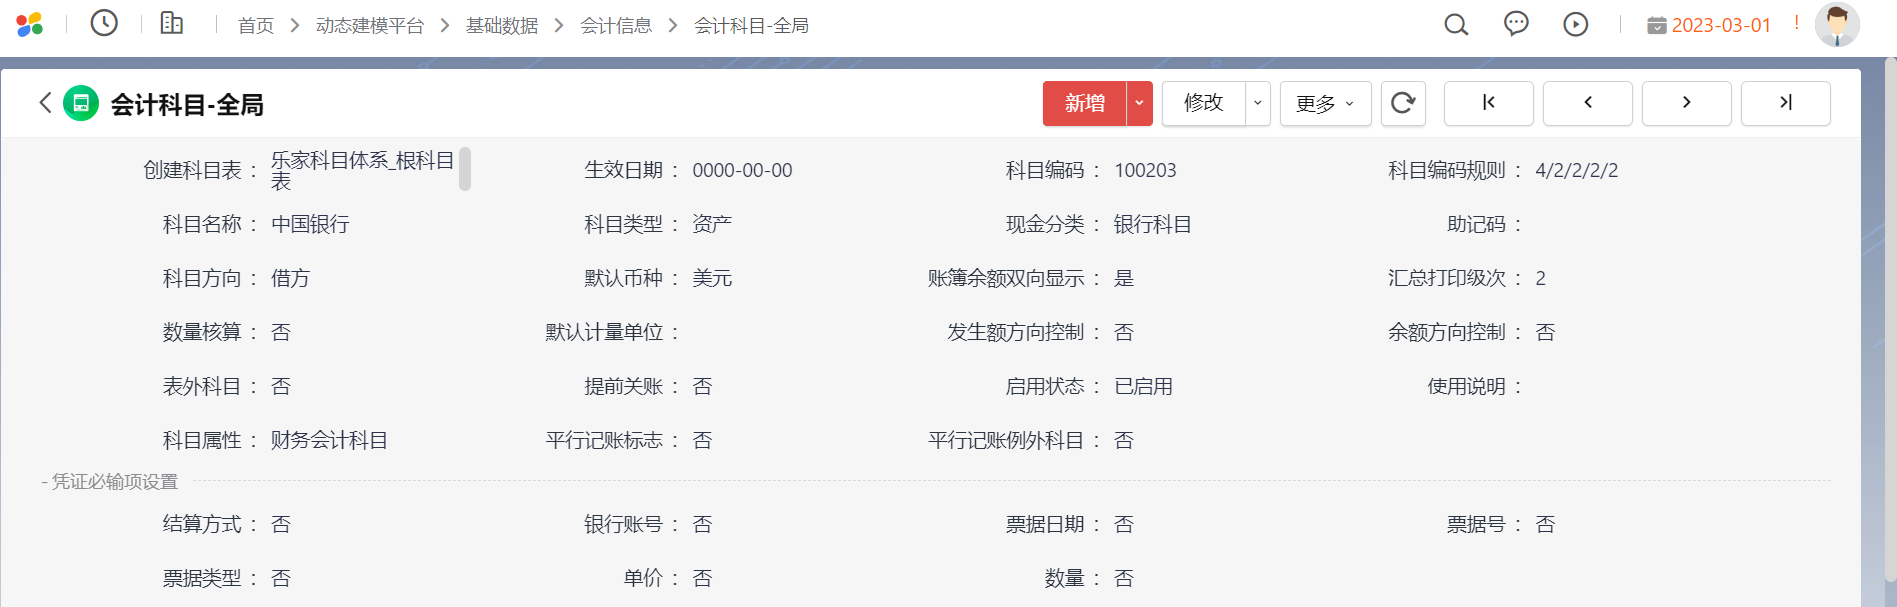 首页 > 动态建模平台 > 基础数据 > 会计信息 > 会计科目-全局
2023-03-01 !
会计科目-全局 新增 修改 更多
创建科目表： 乐家科目体系_根科目表 生效日期： 0000-00-00 科目编码： 100203 科目编码规则： 4/2/2/2/2
科目名称： 中国银行 科目类型： 资产 现金分类： 银行科目 助记码：
科目方向： 借方 默认币种： 美元 账簿余额双向显示： 是 汇总打印级次： 2
数量核算： 否 默认计量单位： 发生额方向控制： 否 余额方向控制： 否
表外科目： 否 提前关账： 否 启用状态： 已启用 使用说明：
科目属性： 财务会计科目 平行记账标志： 否 平行记账例外科目： 否
- 凭证必输项设置
结算方式： 否 银行账号： 否 票据日期： 否 票据号： 否
票据类型： 否 单价： 否 数量： 否